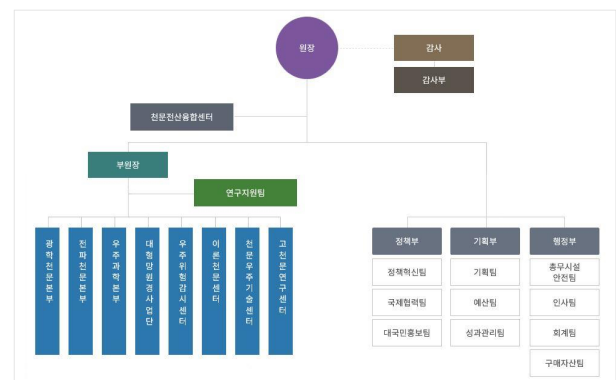 원장
감사
감사부
천문전산융합센터
부원장
연구지원팀
광학천문본부
전파천문본부
우주과학본부
대형망원경사업단
우주위험감시센터
이론천문센터
천문우주기술센터
고천문연구센터
정책부
기획부
행정부
정책혁신팀
기획팀
총무시설
안전팀
국제협력팀
예산팀
인사팀
대국민홍보팀
성과관리팀
회계팀
구매자산팀